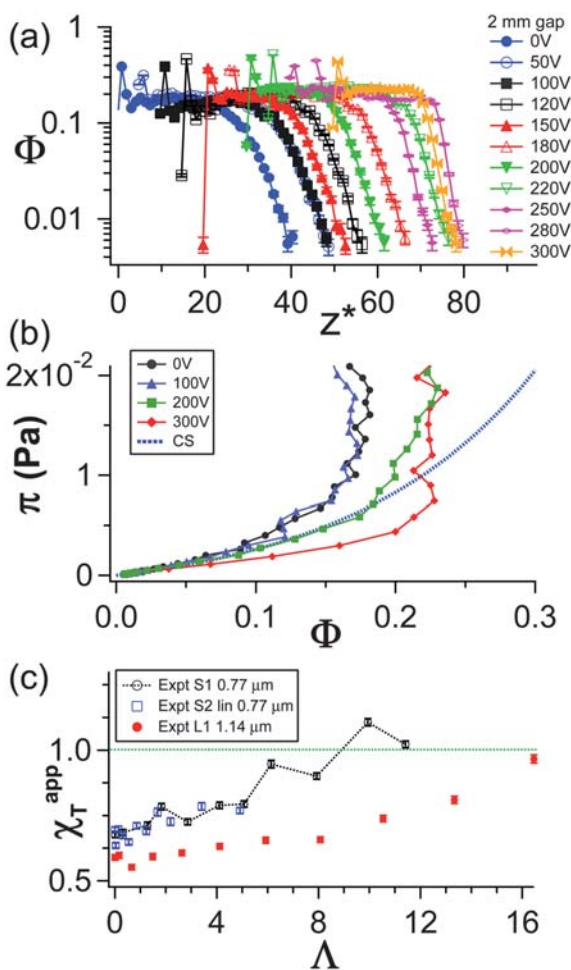 (a)
1
0.1
0.01
Φ
0
20
40
60
80
z*
2 mm gap
0V
50V
100V
120V
150V
180V
200V
220V
250V
280V
300V
(b)
2x10⁻²
1
0
π (Pa)
0V
100V
200V
300V
CS
0.0
0.1
0.2
0.3
Φ
(c)
Expt S1 0.77 μm
Expt S2 lin 0.77 μm
Expt L1 1.14 μm
1.0
0.5
χ_T^app
0
4
8
12
16
Λ